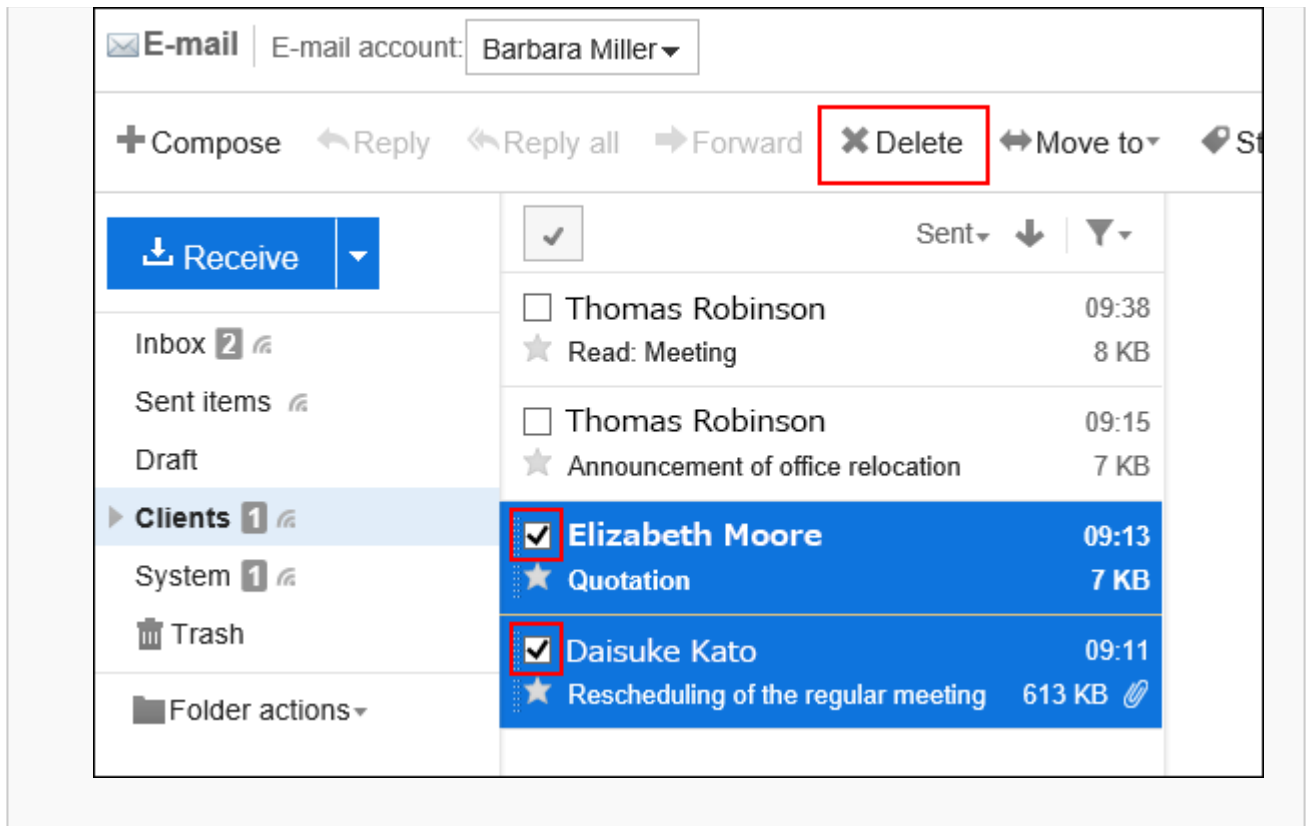 E-mail E-mail account: Barbara Miller
Compose Reply Reply all Forward Delete Move to St
Receive
Inbox 2
Sent items
Draft
Clients 1
System 1
Trash
Folder actions
Sent
Thomas Robinson 09:38
Read: Meeting 8 KB
Thomas Robinson 09:15
Announcement of office relocation 7 KB
Elizabeth Moore 09:13
Quotation 7 KB
Daisuke Kato 09:11
Rescheduling of the regular meeting 613 KB